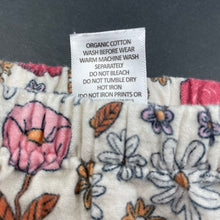 ORGANIC COTTON
WASH BEFORE WEAR
WARM MACHINE WASH
SEPARATELY
DO NOT BLEACH
DO NOT TUMBLE DRY
HOT IRON
DO NOT IRON PRINTS OR